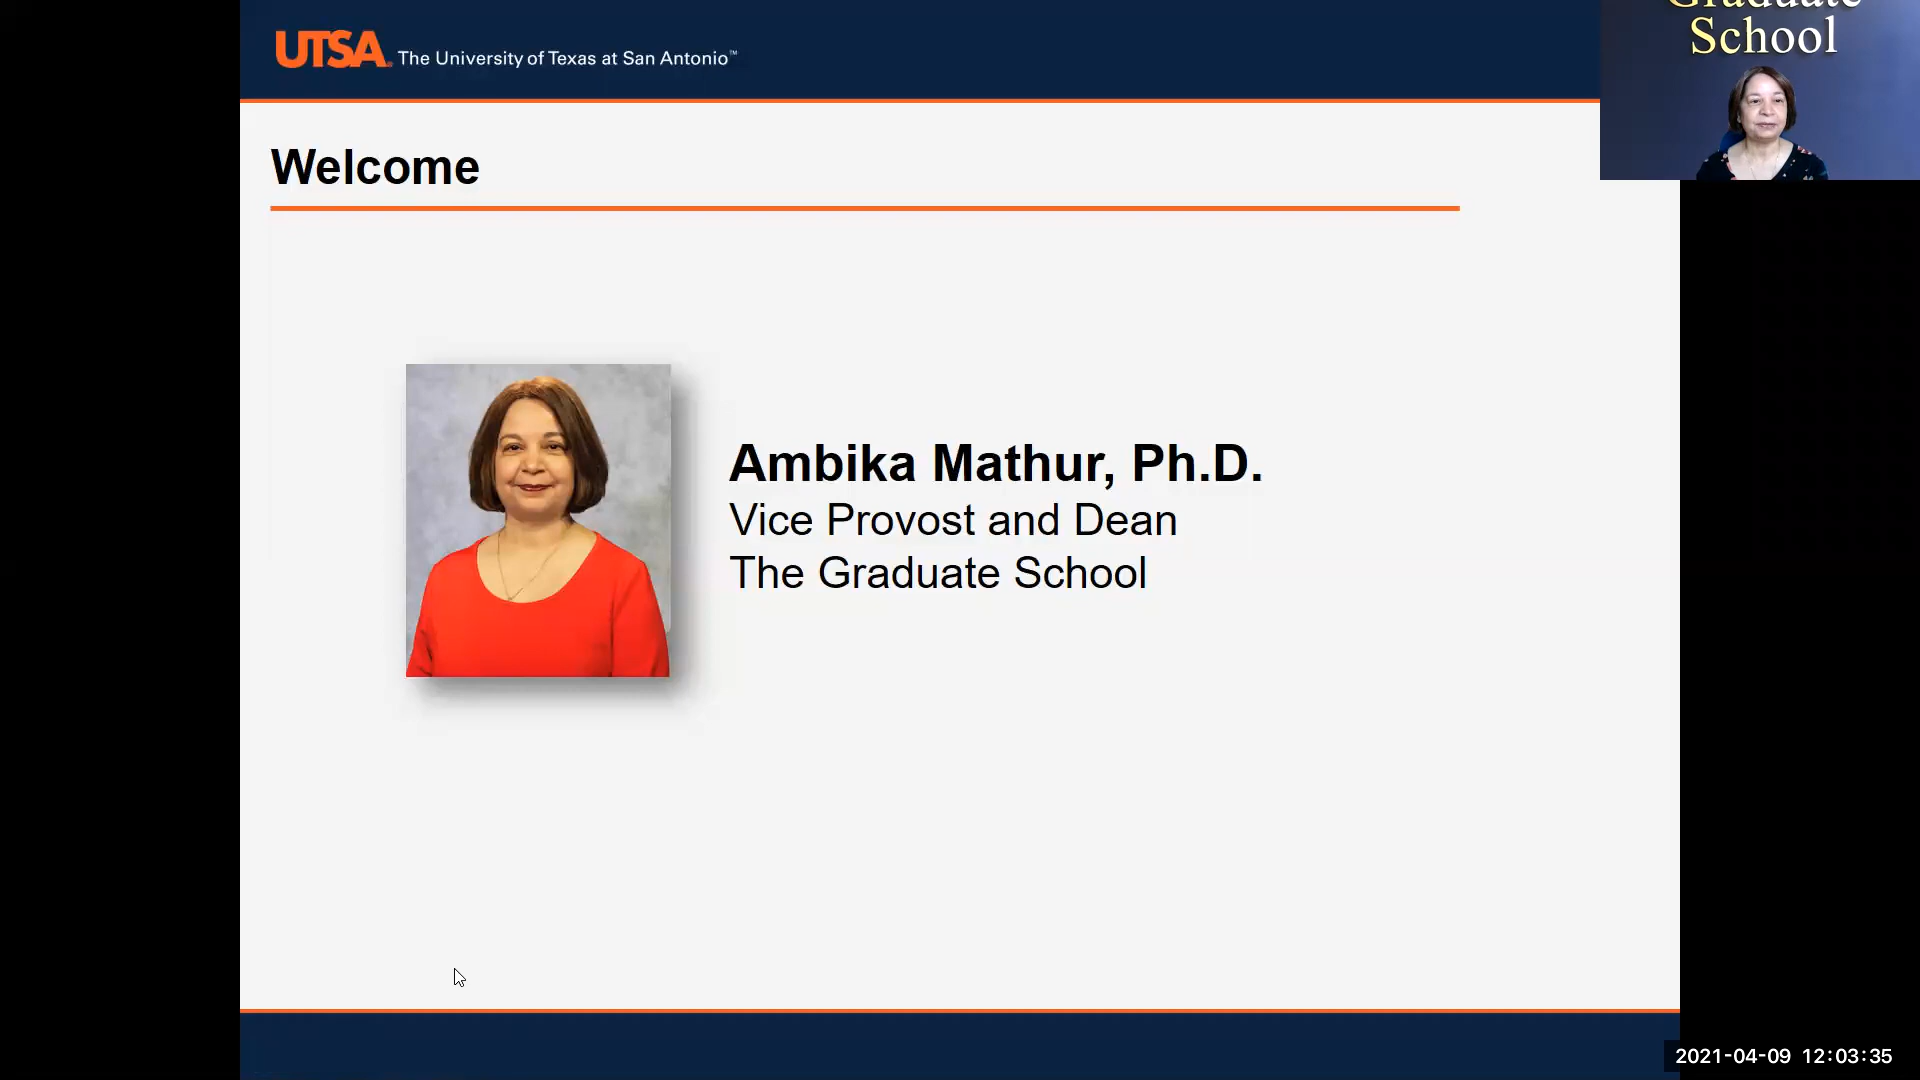 UTSA. The University of Texas at San Antonio™
Graduate
School
Welcome
Ambika Mathur, Ph.D.
Vice Provost and Dean
The Graduate School
2021-04-09 12:03:35